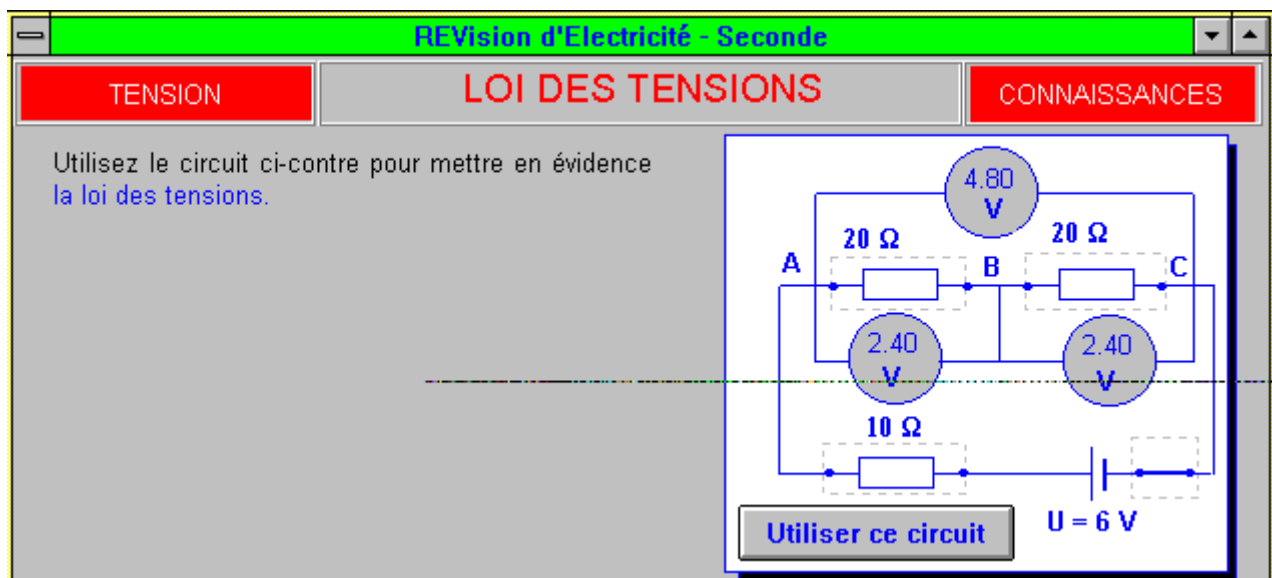 REVision d'Electricité - Seconde
TENSION
LOI DES TENSIONS
CONNAISSANCES
Utilisez le circuit ci-contre pour mettre en évidence
la loi des tensions.
4.80
V
20 Ω
20 Ω
A
B
C
2.40
V
2.40
V
10 Ω
U = 6 V
Utiliser ce circuit